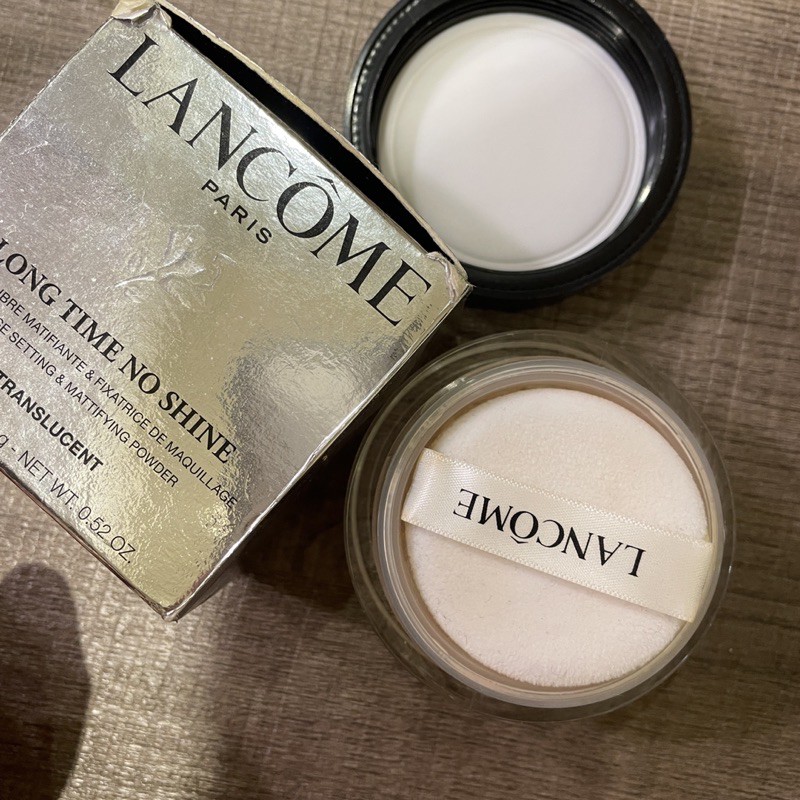 LANCÔME
PARIS
LONG TIME NO SHINE
MATIFIANTE & FIXATRICE DE MAQUILLAGE
SETTING & MATTIFYING POWDER
TRANSLUCENT
- NET WT. 0.52 OZ.
LANCÔME